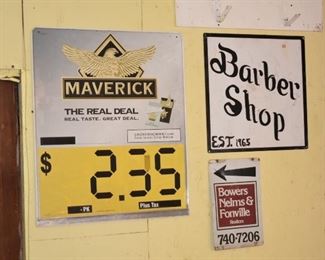 MAVERICK
THE REAL DEAL
REAL TASTE. GREAT DEAL.
$ 2.35
- PK Plus Tax
Barber
Shop
EST. 1965
Bowers
Nelms &
Fonville
Realtors
740-7206